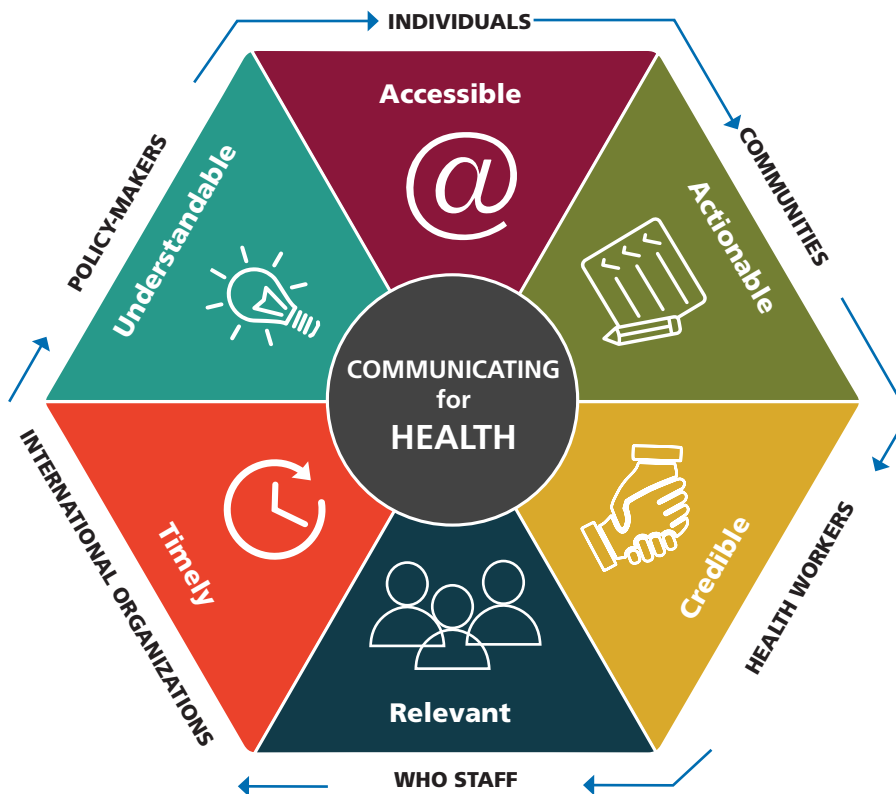 INDIVIDUALS
COMMUNITIES
HEALTH WORKERS
WHO STAFF
INTERNATIONAL ORGANIZATIONS
POLICY-MAKERS
Accessible
@
Actionable
Credible
Relevant
Timely
Understandable
COMMUNICATING
for
HEALTH